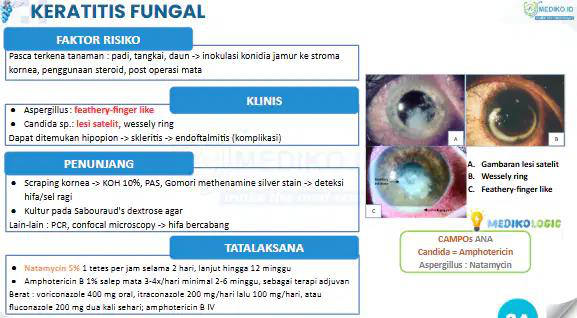 KERATITIS FUNGAL
MEDIKO.ID
FAKTOR RISIKO
Pasca terkena tanaman : padi, tangkai, daun -> inokulasi konidia jamur ke stroma
kornea, penggunaan steroid, post operasi mata
KLINIS
● Aspergillus : feathery-finger like
● Candida sp.: lesi satelit, wessely ring
Dapat ditemukan hipopion -> skleritis -> endoftalmitis (komplikasi)
PENUNJANG
● Scraping kornea -> KOH 10%, PAS, Gomori methenamine silver stain -> deteksi
hifa/sel ragi
● Kultur pada Sabouraud's dextrose agar
Lain-lain : PCR, confocal microscopy -> hifa bercabang
TATALAKSANA
● Natamycin 5% 1 tetes per jam selama 2 hari, lanjut hingga 12 minggu
● Amphotericin B 1% salep mata 3-4x/hari minimal 2-6 minggu, sebagai terapi adjuvan
Berat : voriconazole 400 mg oral, itraconazole 200 mg/hari lalu 100 mg/hari, atau
fluconazole 200 mg dua kali sehari; amphotericin B IV
A
B
C
A. Gambaran lesi satelit
B. Wessely ring
C. Feathery-finger like
MEDIKOLOGIC
CAMPOs ANA
Candida = Amphotericin
Aspergillus : Natamycin
MEDIKO.ID